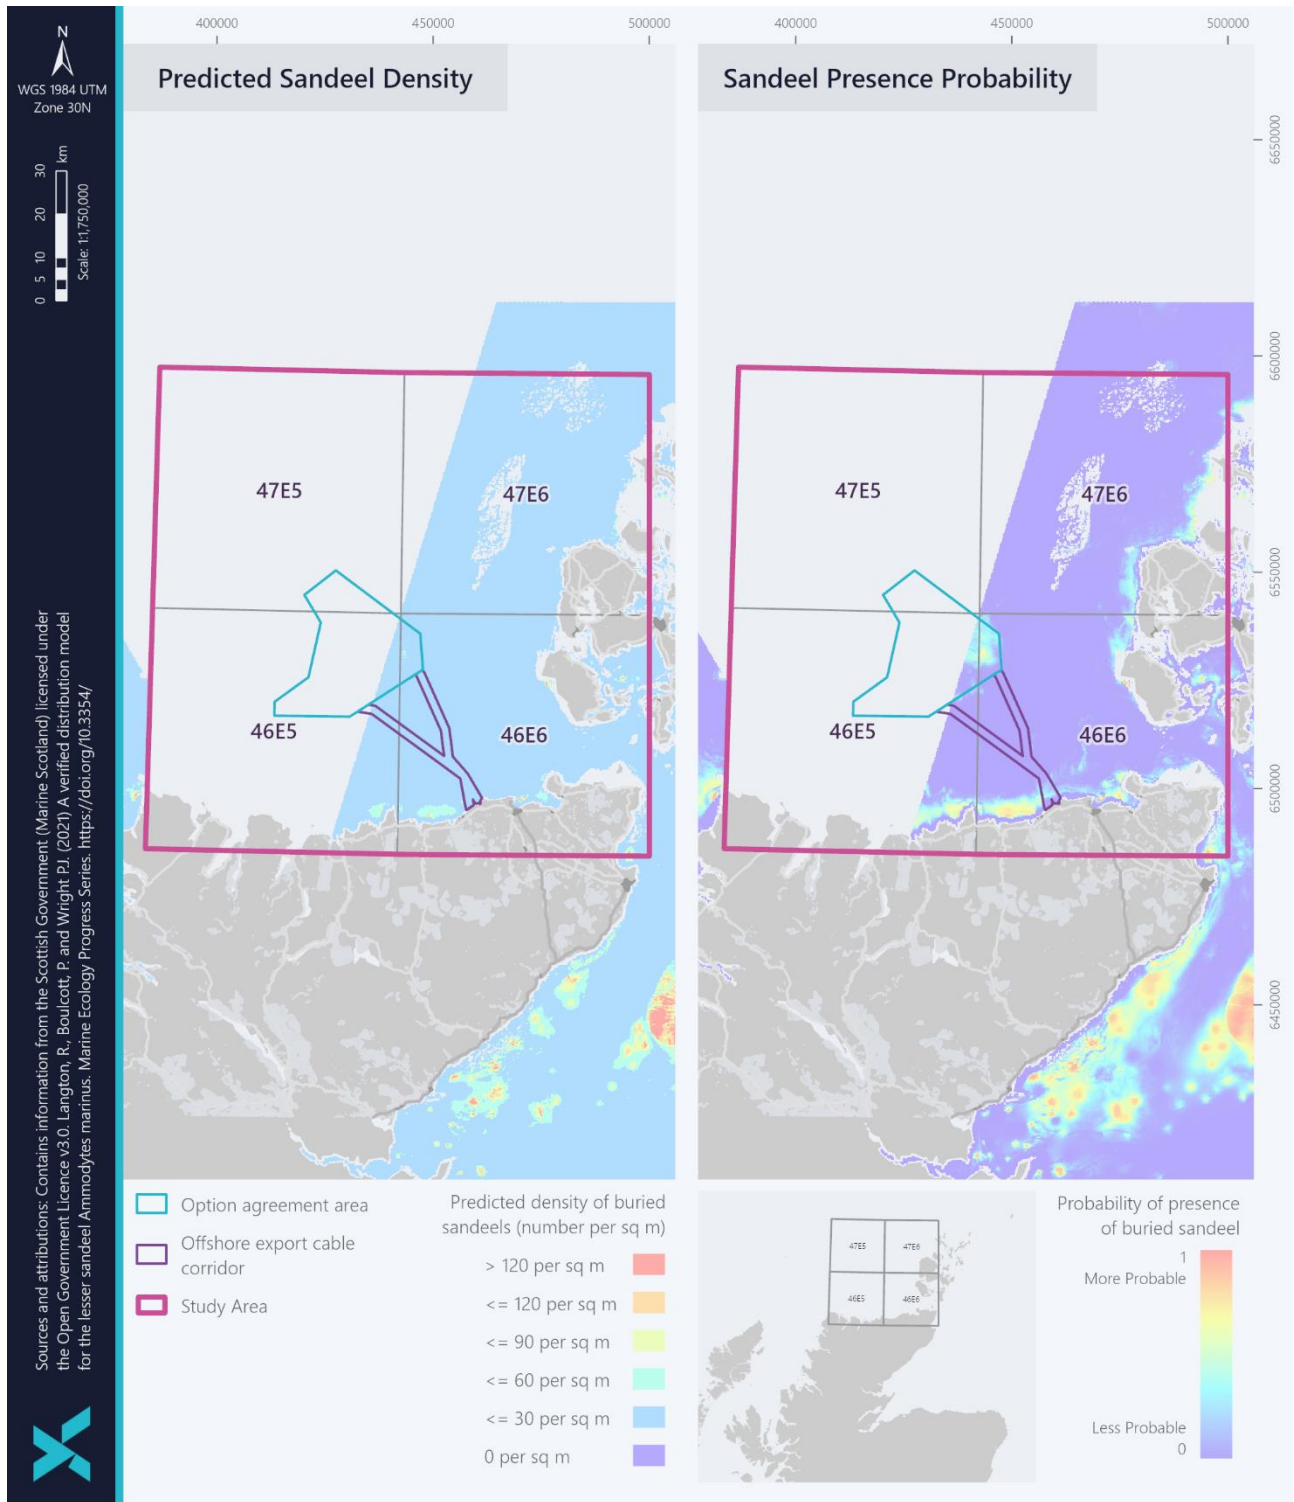 N
WGS 1984 UTM
Zone 30N
0 5 10 20 30 km
Scale: 1:1,750,000
Sources and attributions: Contains information from the Scottish Government (Marine Scotland) licensed under
the Open Government Licence v3.0. Langton, R., Boulcott, P. and Wright P.J. (2021) A verified distribution model
for the lesser sandeel Ammodytes marinus. Marine Ecology Progress Series. https://doi.org/10.3354/
400000 450000 500000
Predicted Sandeel Density
47E5
47E6
46E5
46E6
400000 450000 500000
Sandeel Presence Probability
47E5
47E6
46E5
46E6
6650000
6600000
6550000
6500000
6450000
Option agreement area
Offshore export cable
corridor
Study Area
Predicted density of buried
sandeels (number per sq m)
> 120 per sq m
<= 120 per sq m
<= 90 per sq m
<= 60 per sq m
<= 30 per sq m
0 per sq m
47E5
47E6
46E5
46E6
Probability of presence
of buried sandeel
1
More Probable
Less Probable
0